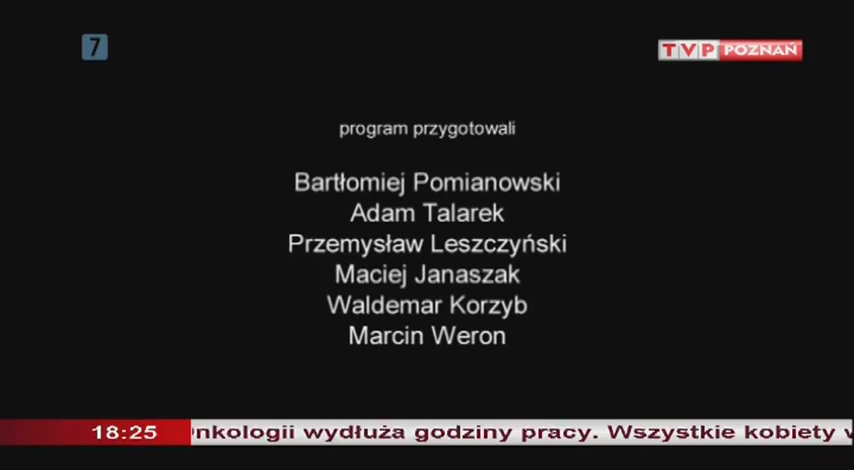 7
TVP POZNAŃ
program przygotowali
Bartłomiej Pomianowski
Adam Talarek
Przemysław Leszczyński
Maciej Janaszak
Waldemar Korzyb
Marcin Weron
18:25 Onkologii wydłuża godziny pracy. Wszystkie kobiety w